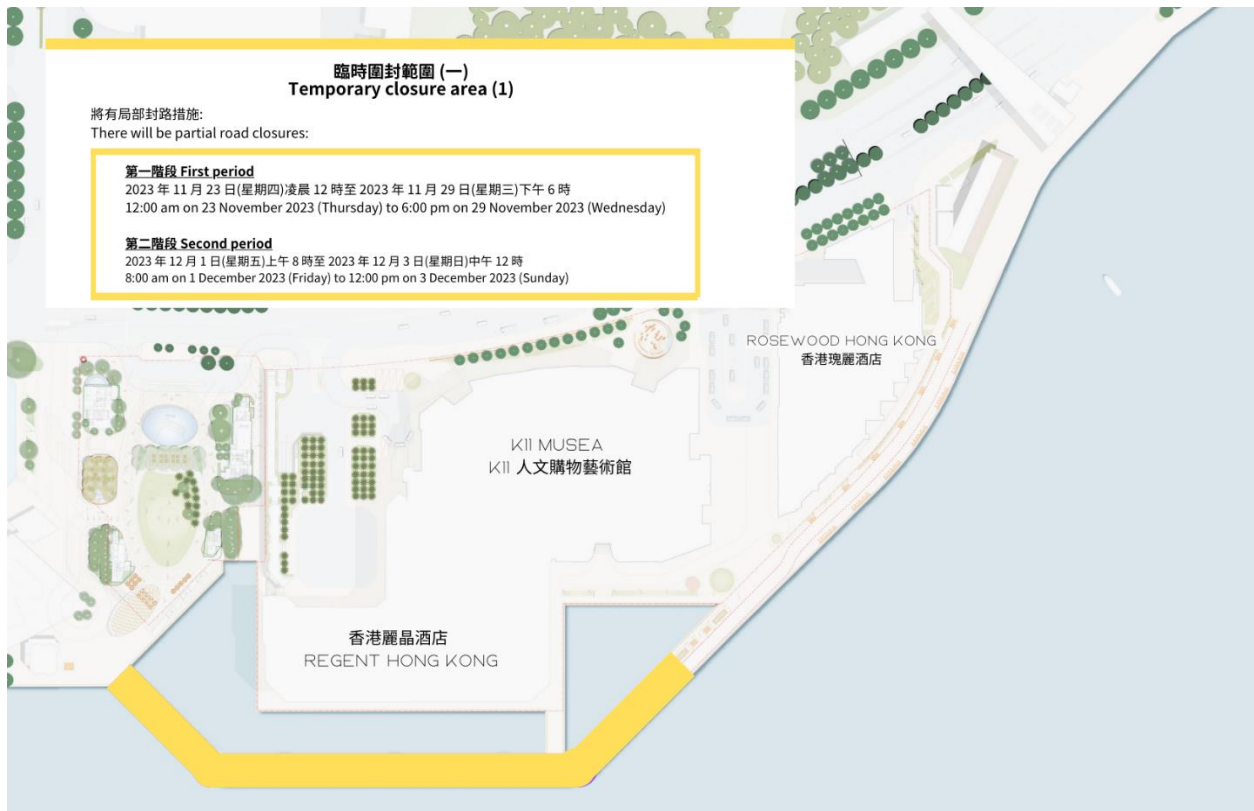 臨時圍封範圍 (一)
Temporary closure area (1)
將有局部封路措施:
There will be partial road closures:
第一階段 First period
2023 年 11 月 23 日(星期四)凌晨 12 時至 2023 年 11 月 29 日(星期三)下午 6 時
12:00 am on 23 November 2023 (Thursday) to 6:00 pm on 29 November 2023 (Wednesday)
第二階段 Second period
2023 年 12 月 1 日(星期五)上午 8 時至 2023 年 12 月 3 日(星期日)中午 12 時
8:00 am on 1 December 2023 (Friday) to 12:00 pm on 3 December 2023 (Sunday)
ROSEWOOD HONG KONG
香港瑰麗酒店
K11 MUSEA
K11 人文購物藝術館
香港麗晶酒店
REGENT HONG KONG